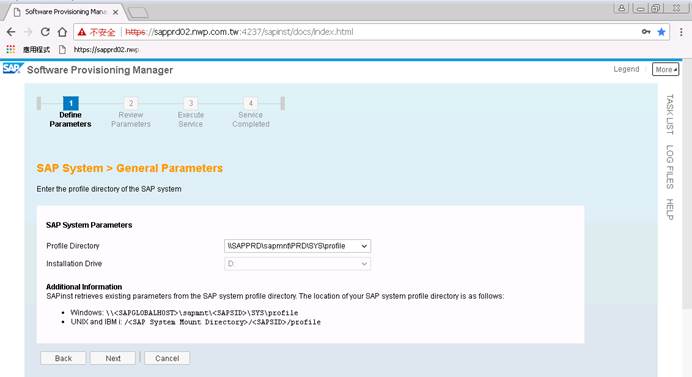 Software Provisioning Mana
不安全 https://sapprd02.nwp.com.tw:4237/sapinst/docs/index.html
應用程式 https://sapprd02.nwp
SAP Software Provisioning Manager Legend More
1 2 3 4
Define Parameters Review Parameters Execute Service Service Completed
TASK LIST
LOG FILES
HELP
SAP System > General Parameters
Enter the profile directory of the SAP system
SAP System Parameters
Profile Directory \\SAPPRD\sapmnt\PRD\SYS\profile
Installation Drive D:
Additional Information
SAPinst retrieves existing parameters from the SAP system profile directory. The location of your SAP system profile directory is as follows:
• Windows: \\<SAPGLOBALHOST>\sapmnt\<SAPSID>\SYS\profile
• UNIX and IBM i: /<SAP System Mount Directory>/<SAPSID>/profile
Back Next Cancel